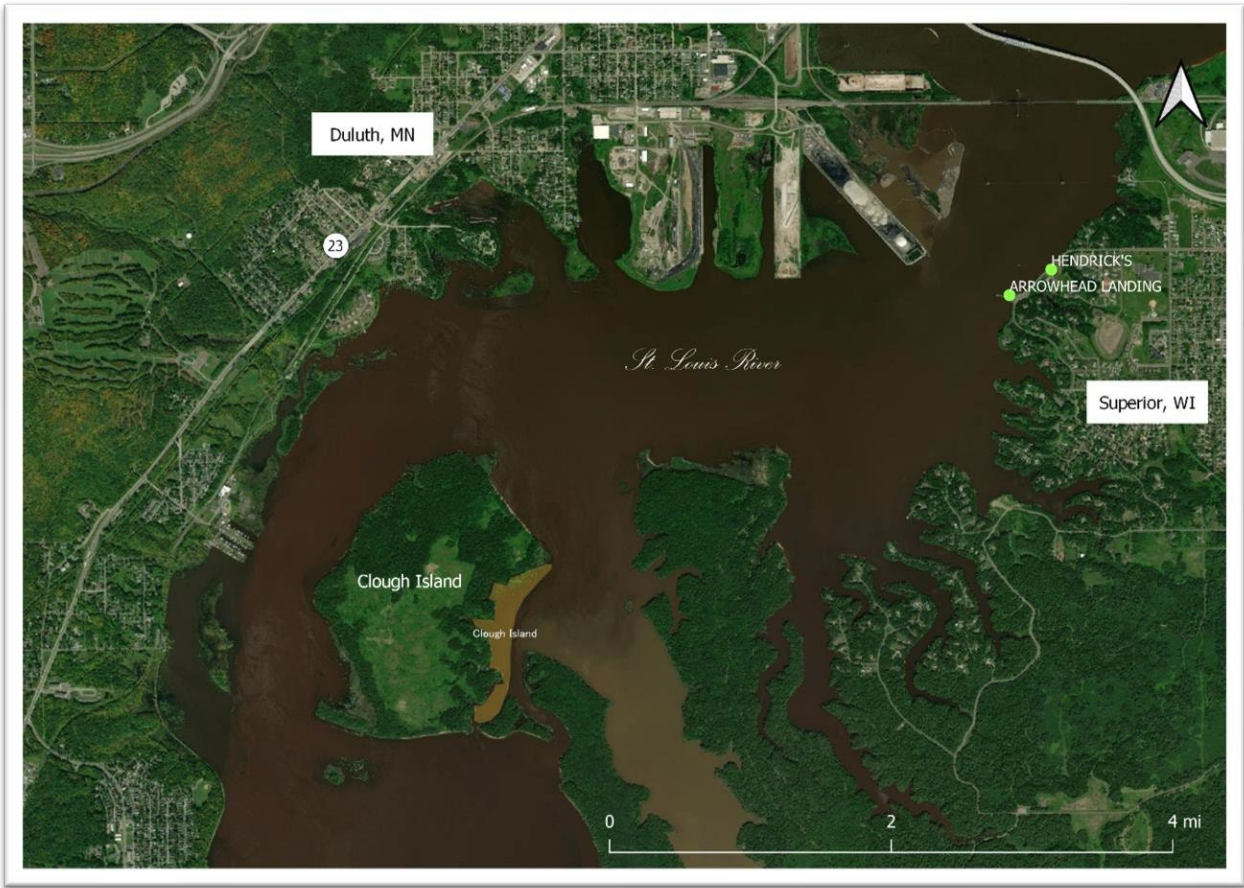 Duluth, MN
23
HENDRICK'S
ARROWHEAD LANDING
St. Louis River
Superior, WI
Clough Island
Clough Island
0 2 4 mi